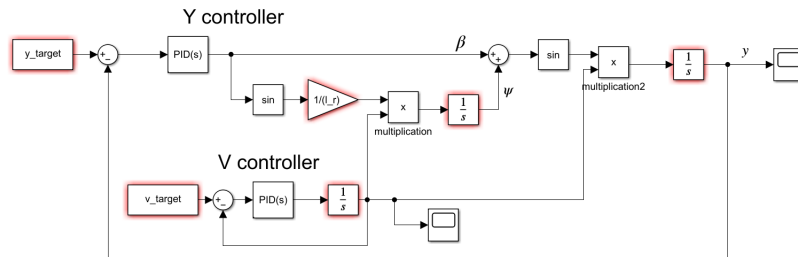 Y controller
y_target
+
−
PID(s)
β
+
+
sin
x
multiplication2
1
s
y
sin
1/(l_r)
x
multiplication
1
s
ψ
V controller
v_target
+
−
PID(s)
1
s